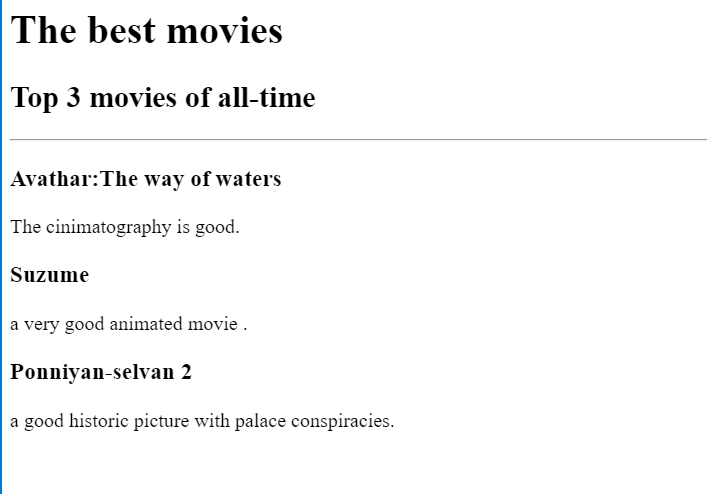 The best movies
Top 3 movies of all-time
Avathar:The way of waters
The cinimatography is good.
Suzume
a very good animated movie .
Ponniyan-selvan 2
a good historic picture with palace conspiracies.